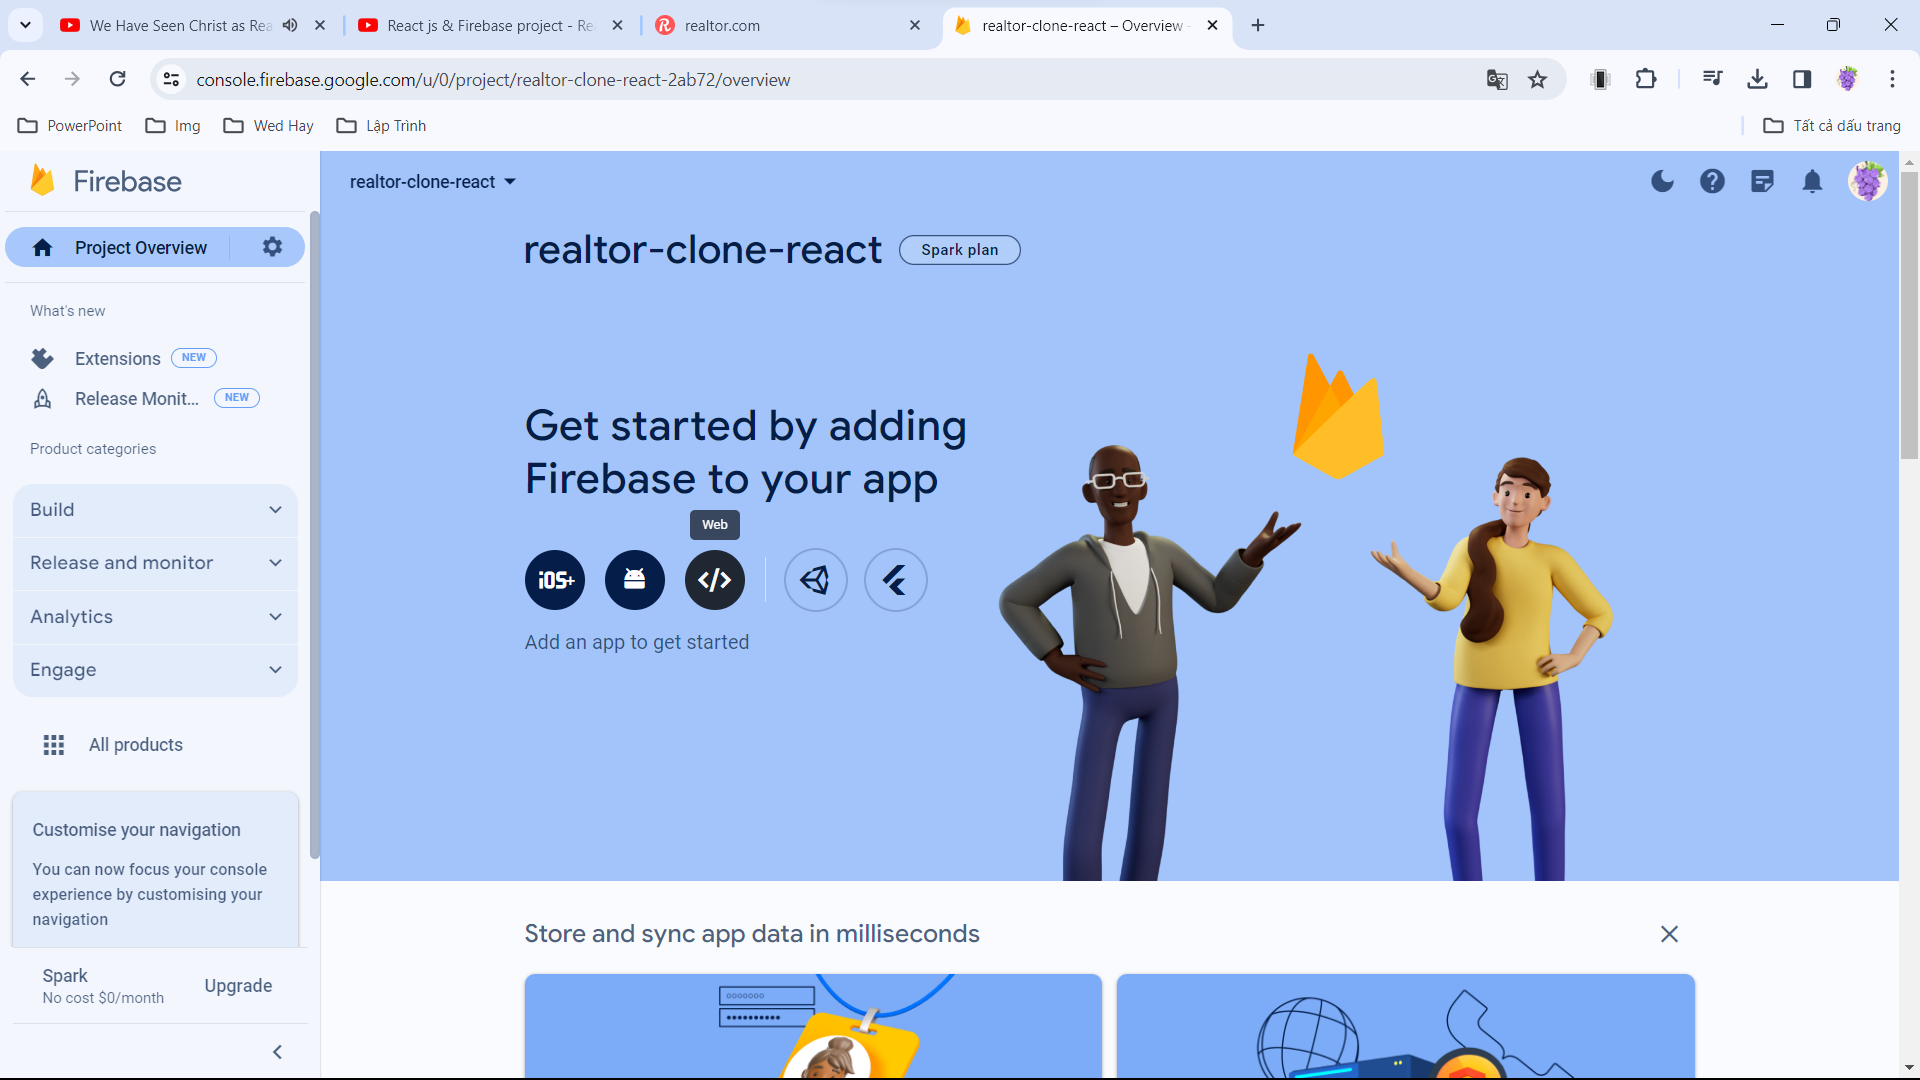 We Have Seen Christ as Rea
React js & Firebase project - Re
realtor.com
realtor-clone-react – Overview -
console.firebase.google.com/u/0/project/realtor-clone-react-2ab72/overview
PowerPoint
Img
Wed Hay
Lập Trình
Tất cả dấu trang
Firebase
realtor-clone-react
Project Overview
realtor-clone-react
Spark plan
What's new
Extensions NEW
Release Monit... NEW
Product categories
Build
Release and monitor
Analytics
Engage
All products
Customise your navigation
You can now focus your console
experience by customising your
navigation
Spark
No cost $0/month
Upgrade
Get started by adding
Firebase to your app
Web
iOS+
Add an app to get started
Store and sync app data in milliseconds